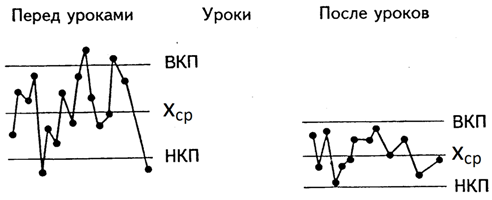 Перед уроками
Уроки
После уроков
ВКП
Xср
НКП
ВКП
Xср
НКП